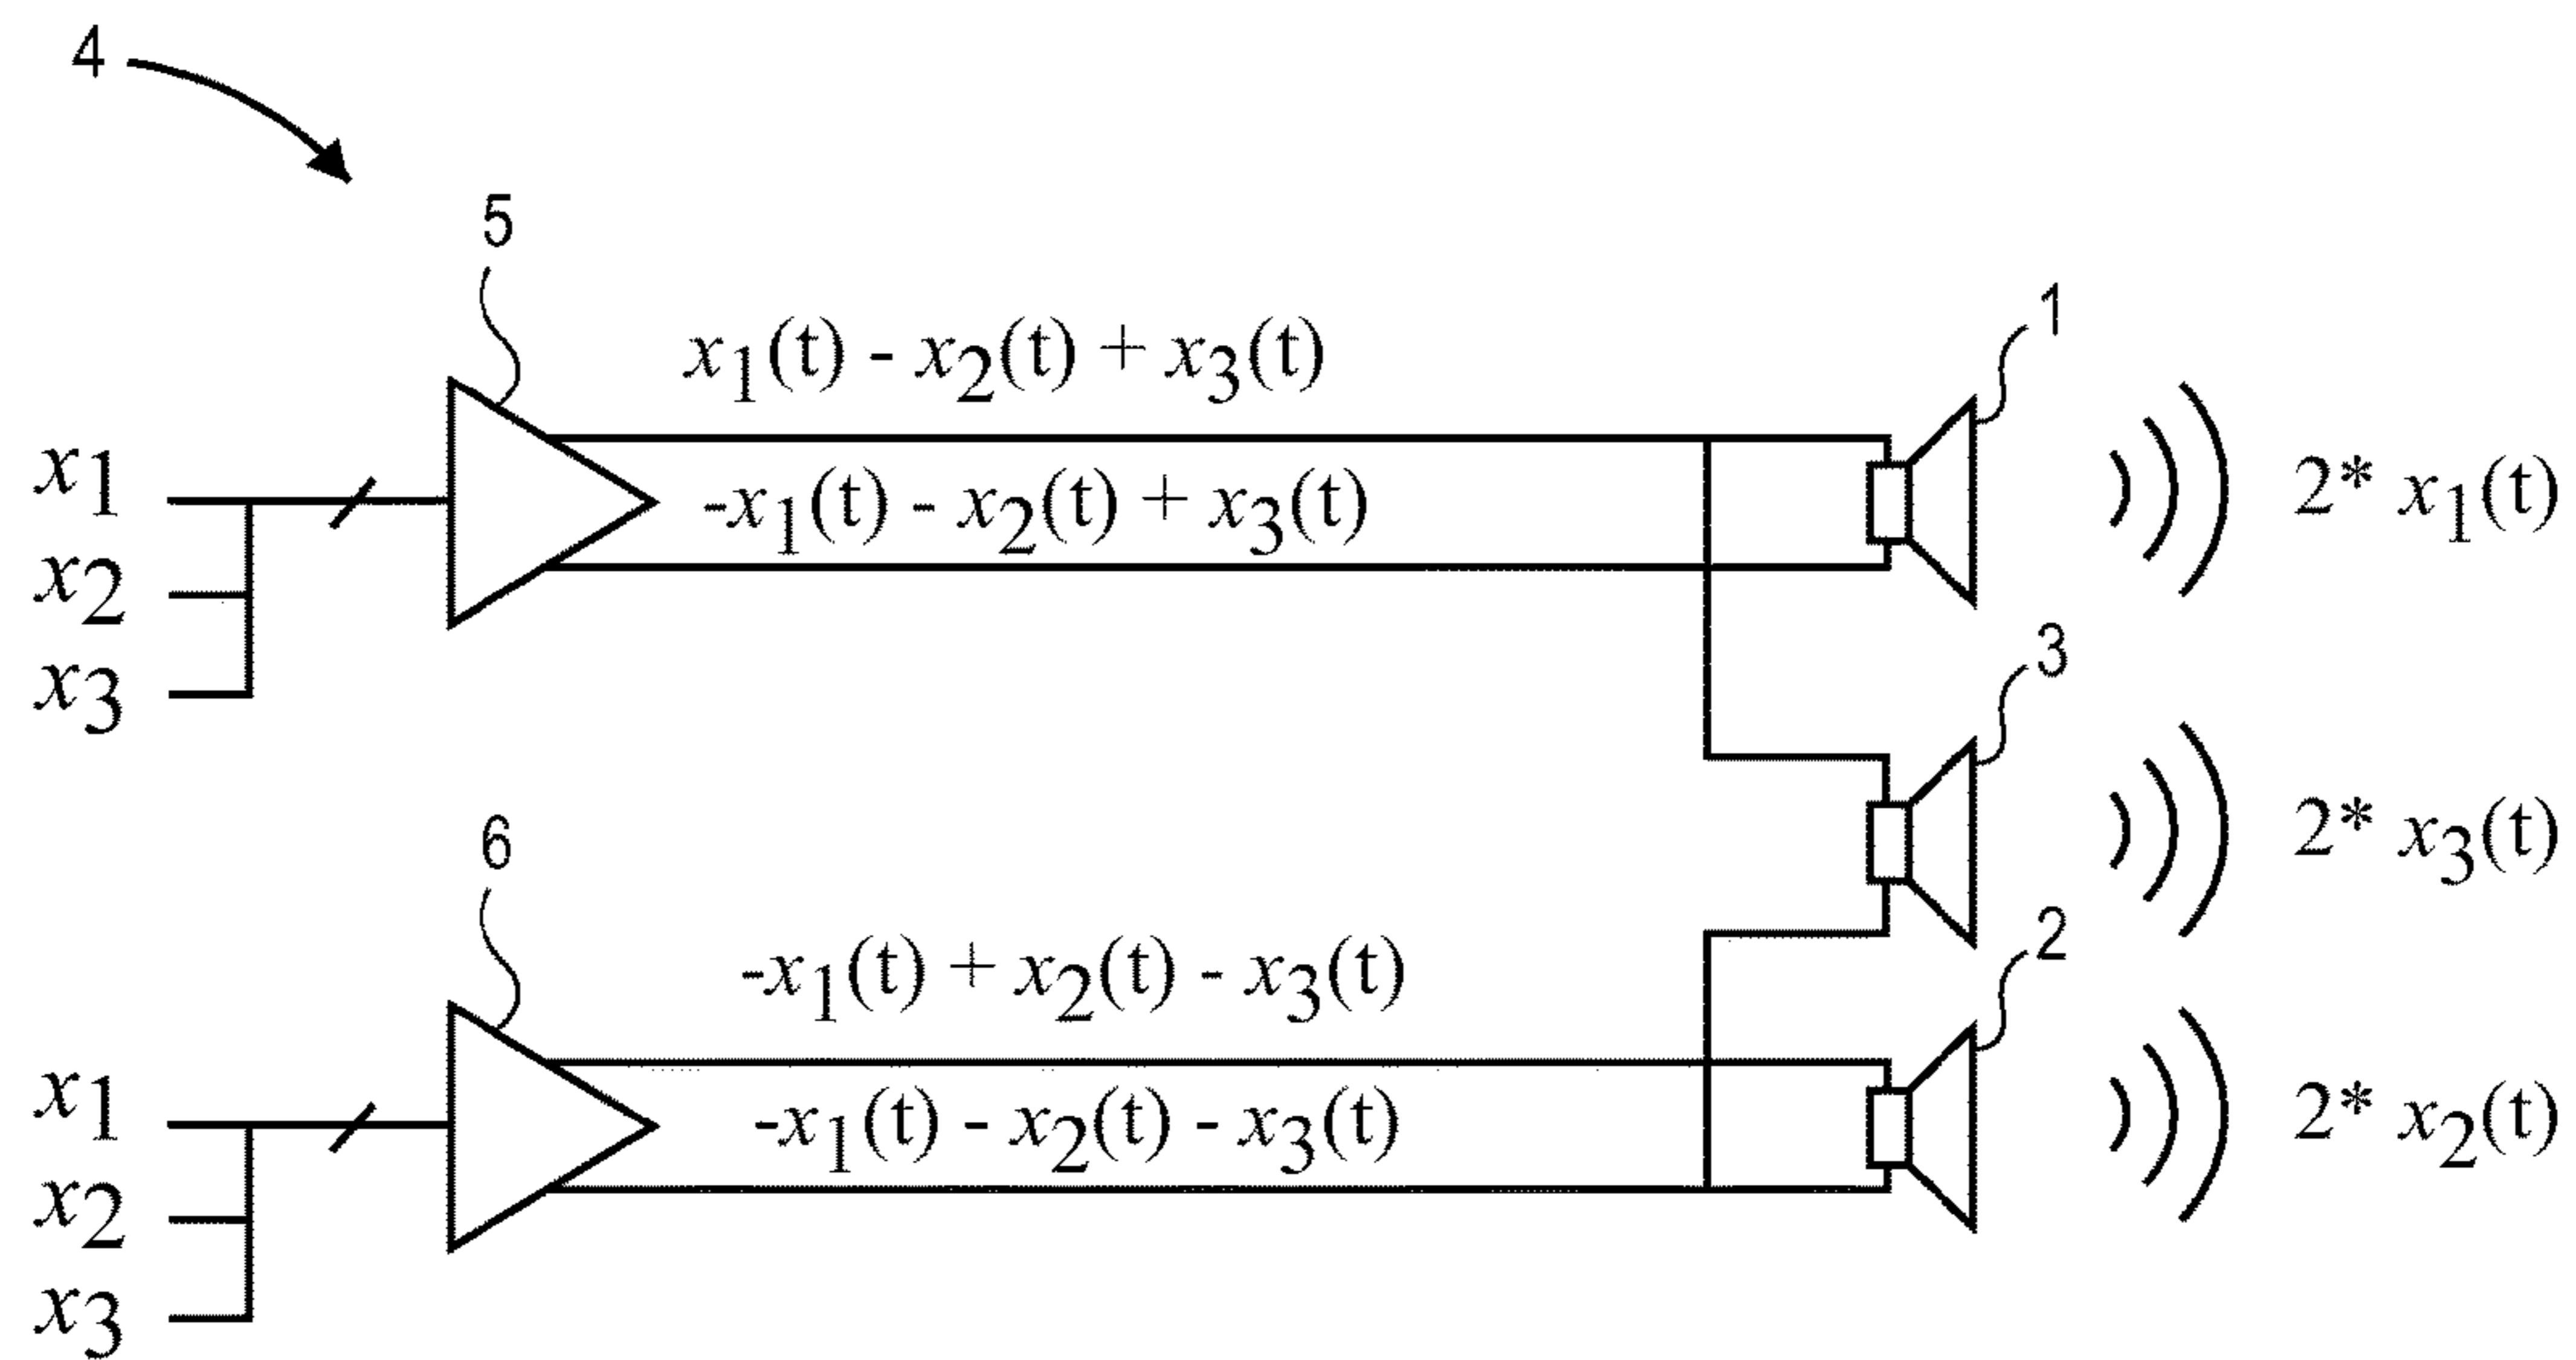 4
5
x1(t) - x2(t) + x3(t)
1
x1
-x1(t) - x2(t) + x3(t)
2* x1(t)
x2
x3
3
2* x3(t)
6
-x1(t) + x2(t) - x3(t)
2
x1
-x1(t) - x2(t) - x3(t)
2* x2(t)
x2
x3